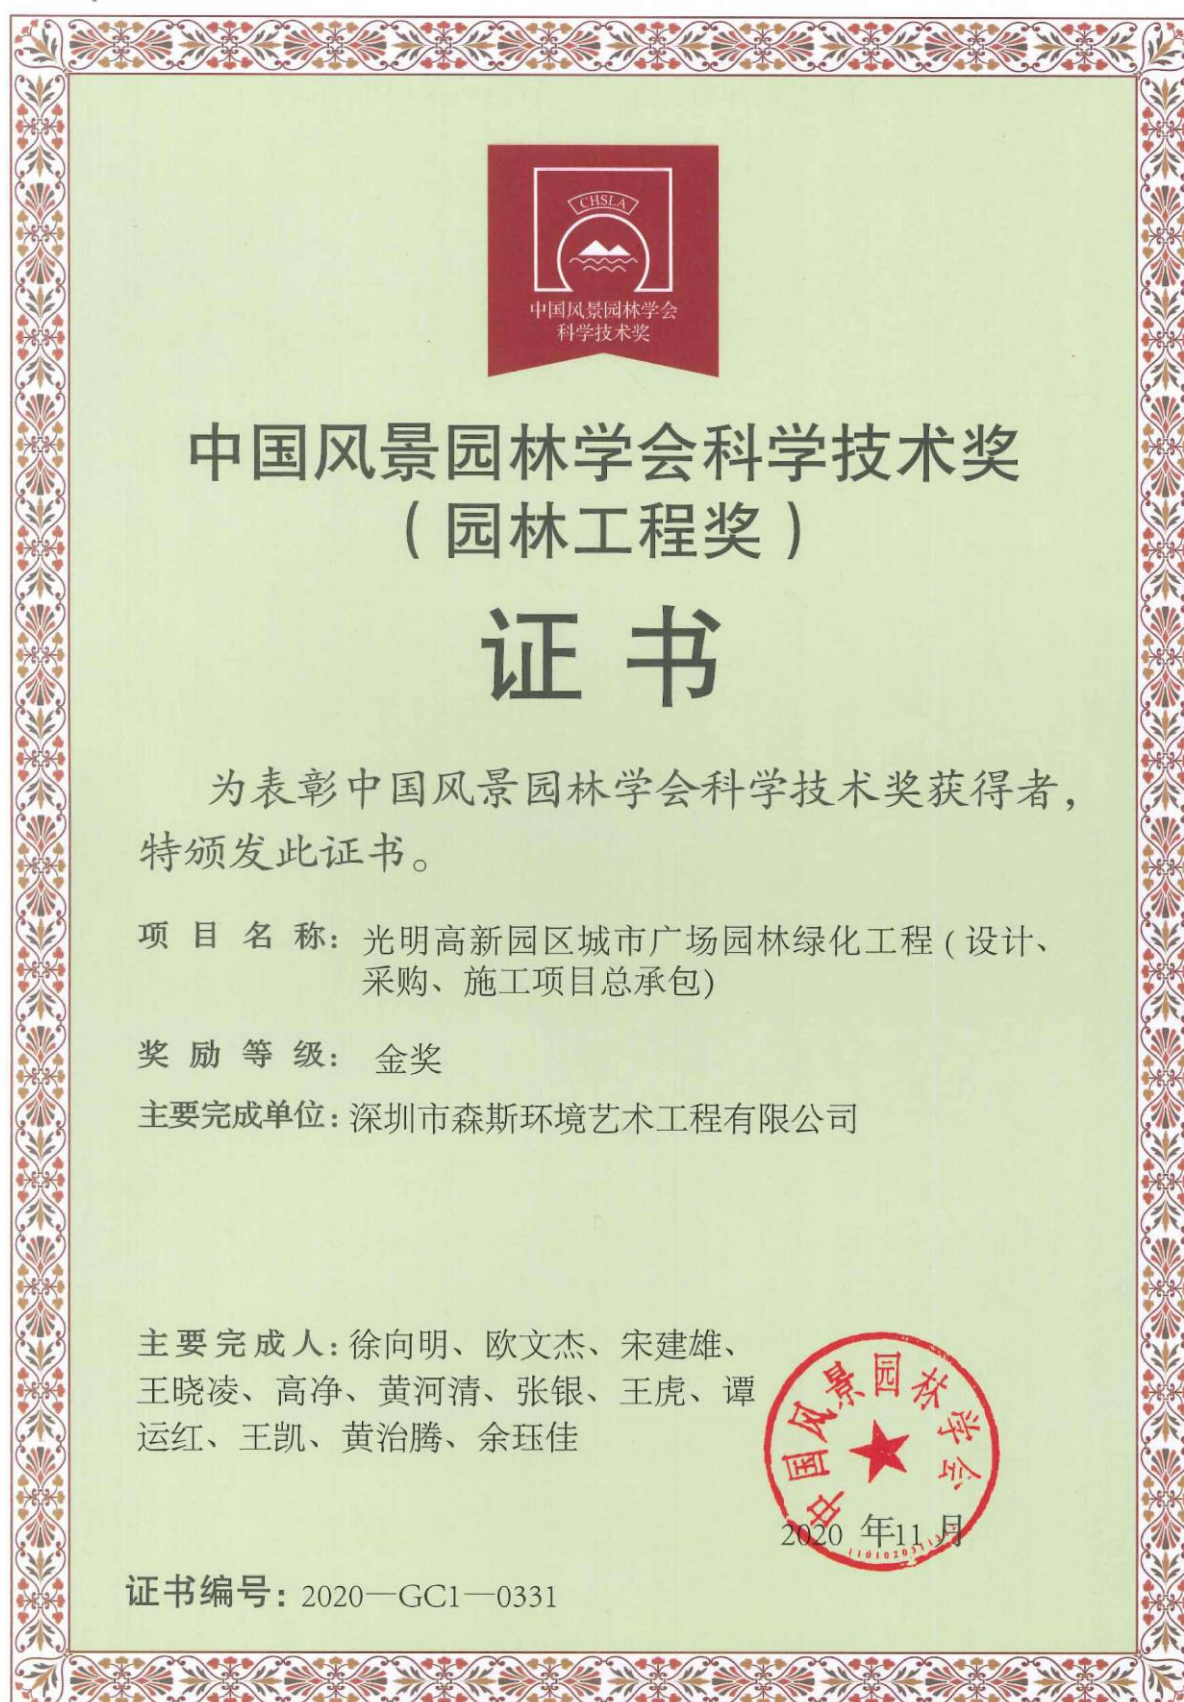 CHSLA
中国风景园林学会
科学技术奖
中国风景园林学会科学技术奖
(园林工程奖)
证书
为表彰中国风景园林学会科学技术奖获得者,
特颁发此证书。
项目名称: 光明高新园区城市广场园林绿化工程(设计、
采购、施工项目总承包)
奖励等级: 金奖
主要完成单位: 深圳市森斯环境艺术工程有限公司
主要完成人: 徐向明、欧文杰、宋建雄、
王晓凌、高净、黄河清、张银、王虎、谭
运红、王凯、黄治腾、余珏佳
中国风景园林学会
2020 年11 月
证书编号: 2020—GC1—0331